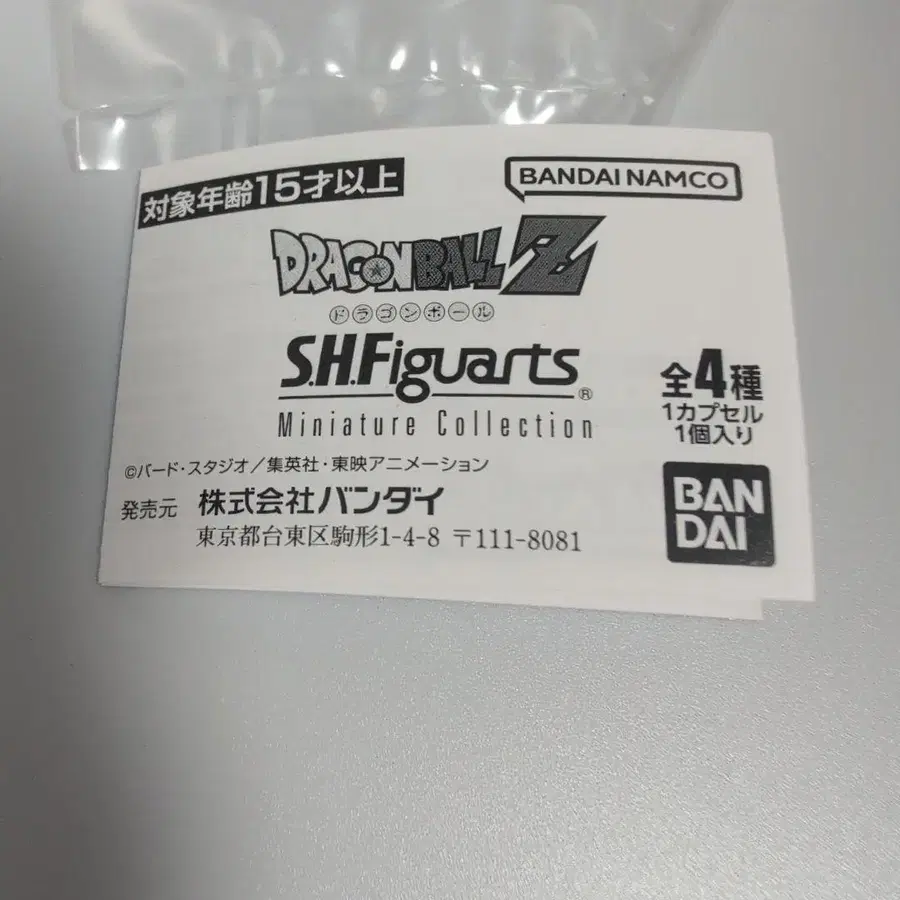 対象年齢15才以上
BANDAI NAMCO
DRAGON BALL Z
ドラゴンボール
S.H.Figuarts®
Miniature Collection
全4種
1カプセル
1個入り
©バード・スタジオ／集英社・東映アニメーション
発売元 株式会社バンダイ
東京都台東区駒形1-4-8 〒111-8081
BAN
DAI